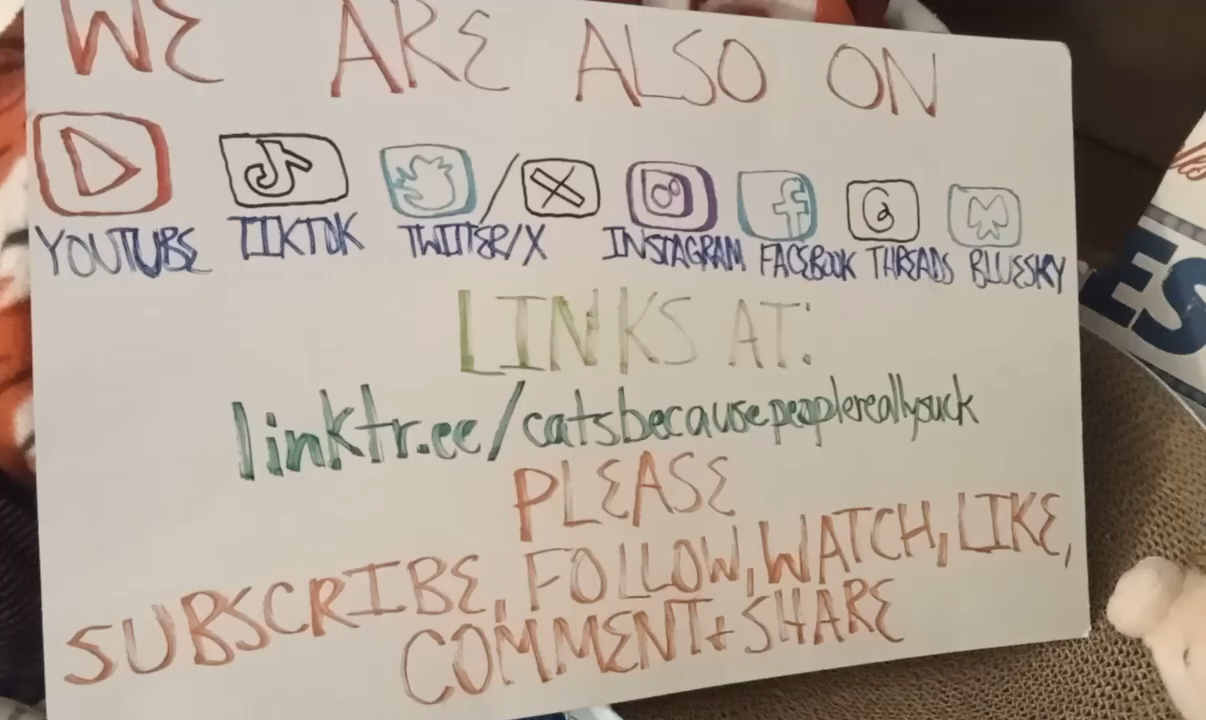 WE ARE ALSO ON
YOUTUBE TIKTOK TWITTER/X INSTAGRAM FACEBOOK THREADS BLUESKY
LINKS AT:
linktr.ee/catsbecausepeoplereallysuck
PLEASE
SUBSCRIBE, FOLLOW, WATCH, LIKE,
COMMENT + SHARE
ES